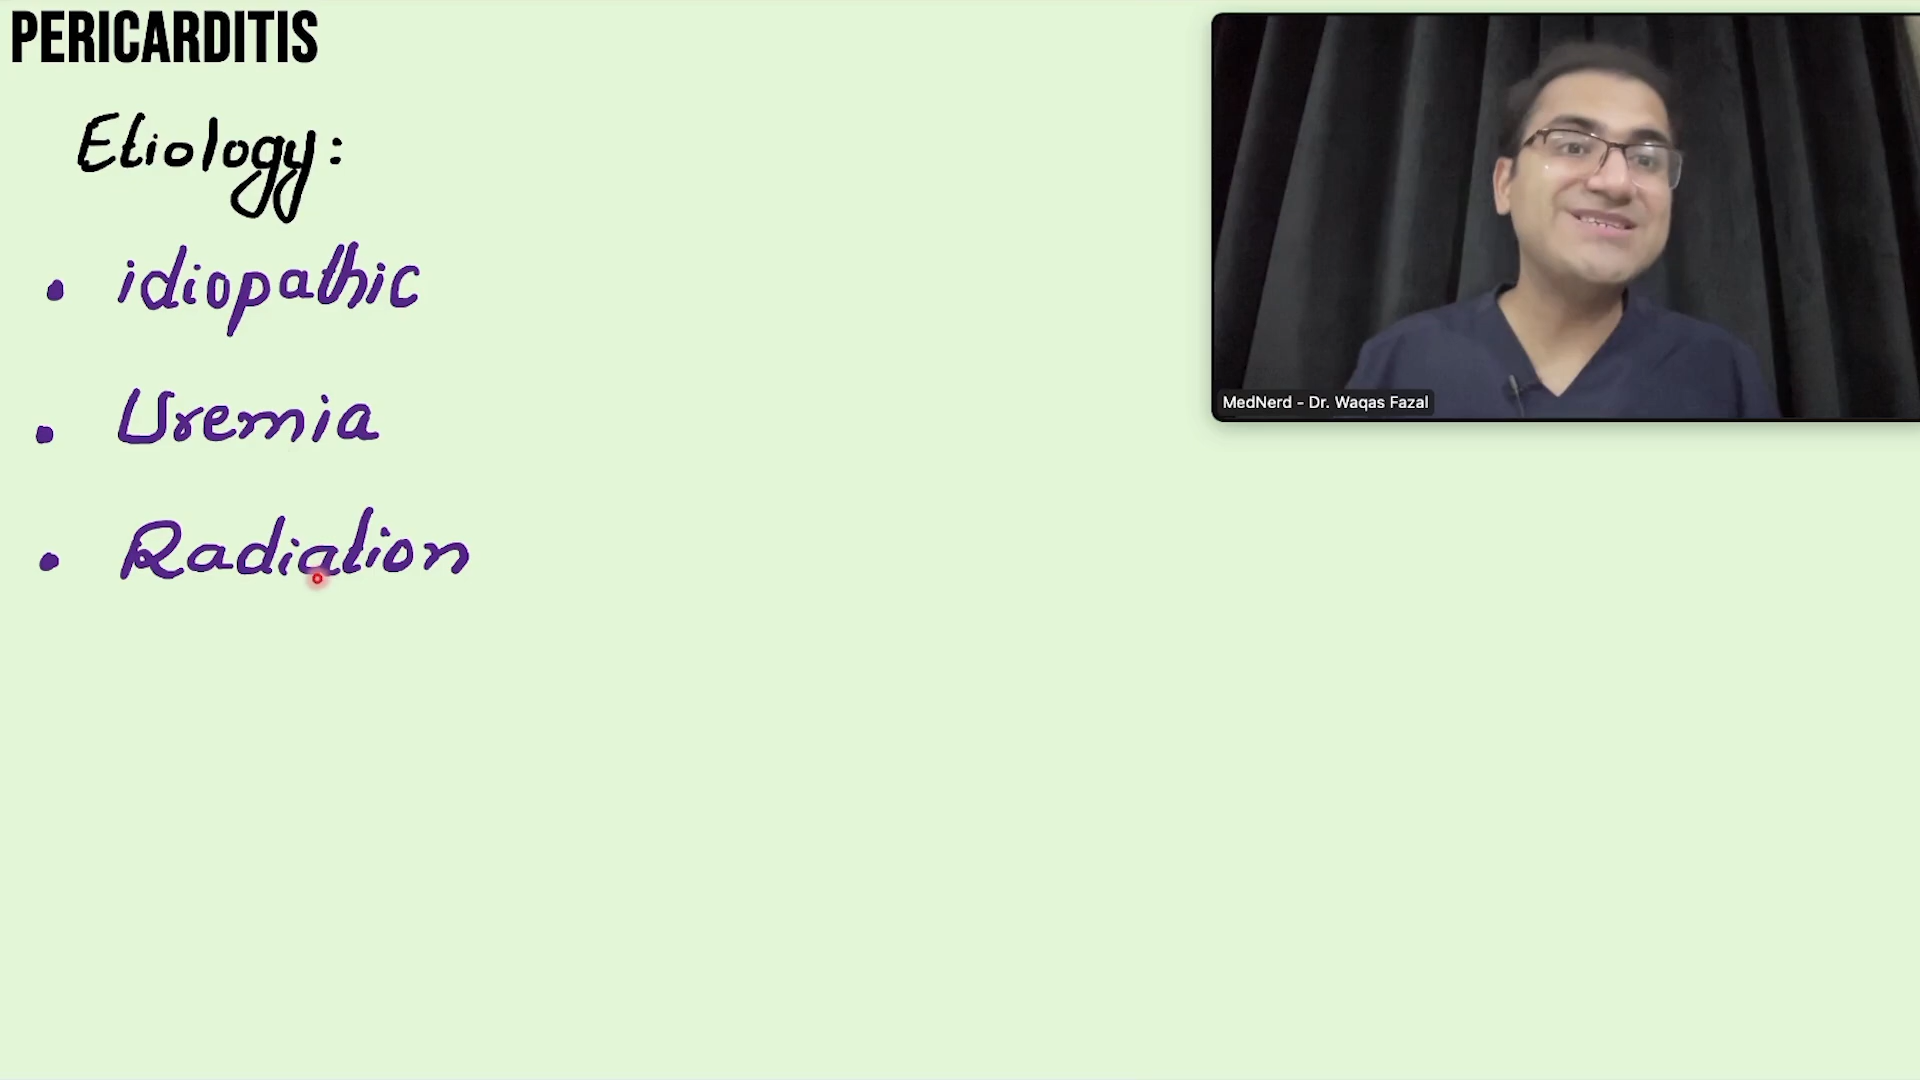 PERICARDITIS
Etiology:
• idiopathic
• Uremia
• Radiation
MedNerd - Dr. Waqas Fazal